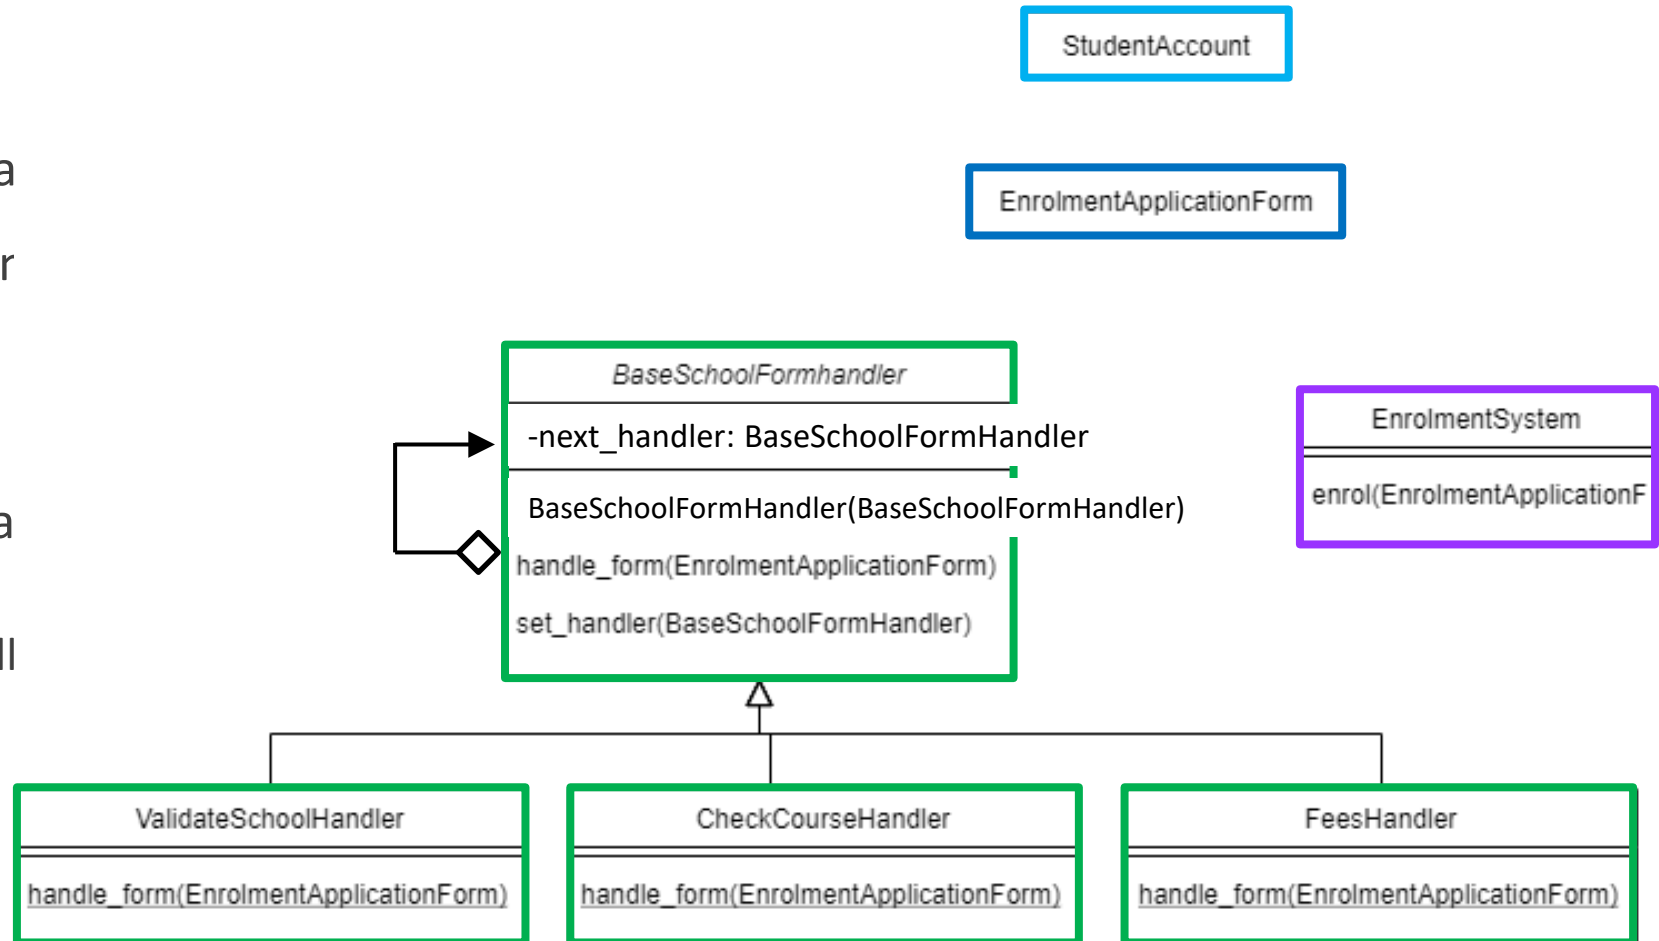 StudentAccount
a
EnrolmentApplicationForm
r
BaseSchoolFormhandler
-next_handler: BaseSchoolFormHandler
EnrolmentSystem
enrol(EnrolmentApplicationF
BaseSchoolFormHandler(BaseSchoolFormHandler)
a
handle_form(EnrolmentApplicationForm)
set_handler(BaseSchoolFormHandler)
ll
ValidateSchoolHandler
handle_form(EnrolmentApplicationForm)
CheckCourseHandler
handle_form(EnrolmentApplicationForm)
FeesHandler
handle_form(EnrolmentApplicationForm)